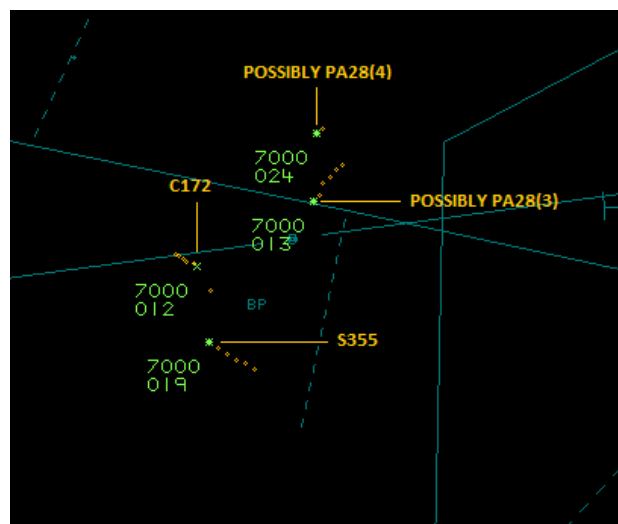 POSSIBLY PA28(4)
7000
024
C172
POSSIBLY PA28(3)
7000
013
7000
012
BP
S355
7000
019